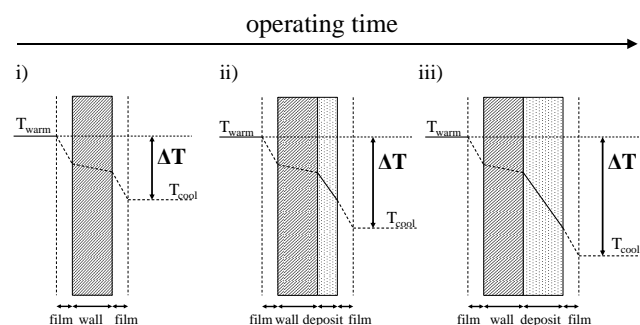 operating time
i)
ii)
iii)
T_warm
ΔT
T_cool
T_warm
ΔT
T_cool
T_warm
ΔT
T_cool
film wall film
film wall deposit film
film wall deposit film